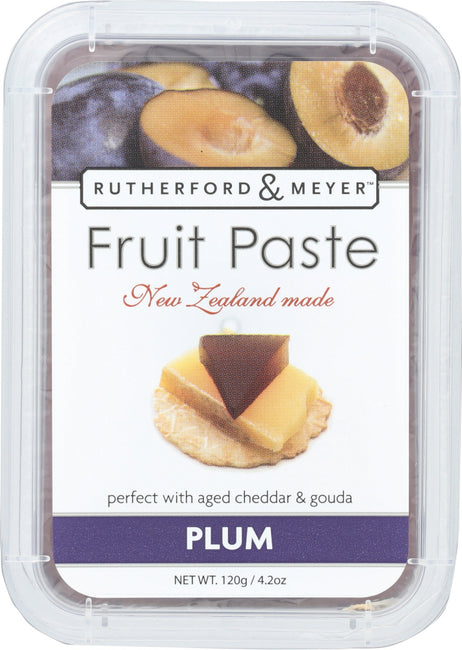 RUTHERFORD & MEYER™
Fruit Paste
New Zealand made
perfect with aged cheddar & gouda
PLUM
NET WT. 120g / 4.2oz